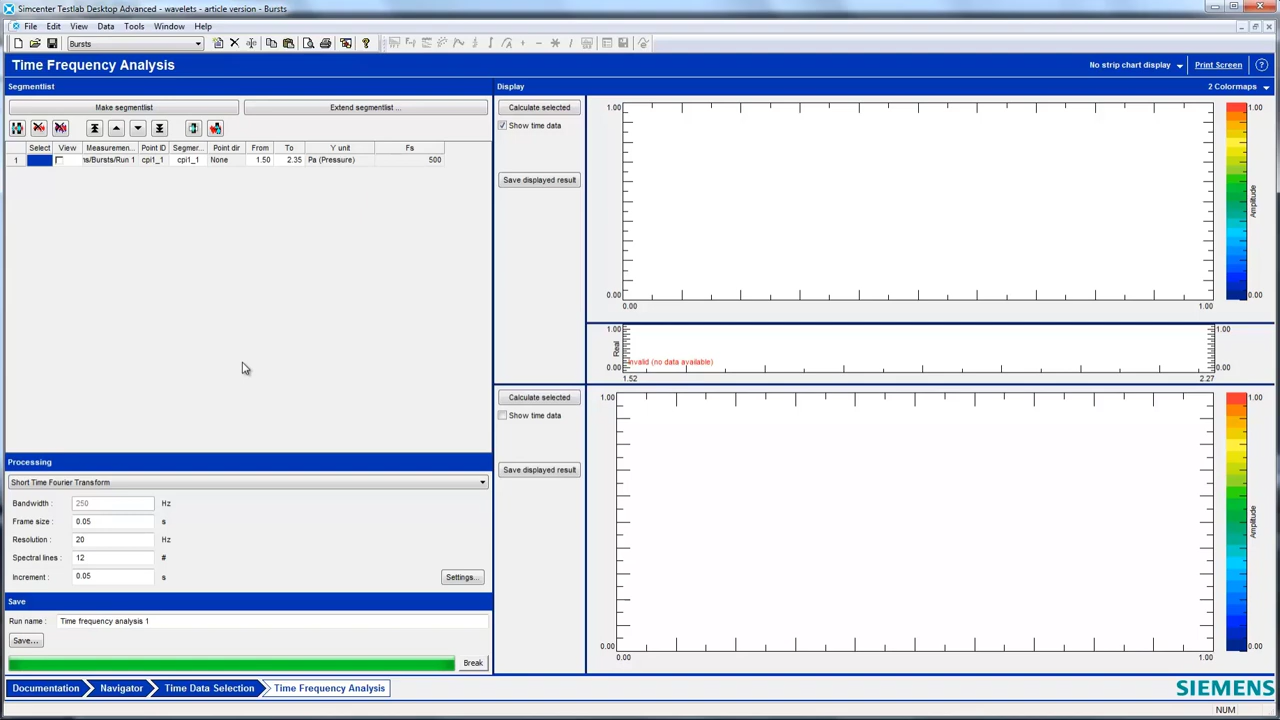 Simcenter Testlab Desktop Advanced - wavelets - article version - Bursts
File Edit View Data Tools Window Help
Bursts
Time Frequency Analysis
No strip chart display Print Screen ?
Segmentlist
Display
2 Colormaps
Make segmentlist
Extend segmentlist ...
Select View Measuremen... Point ID Segmer... Point dir From To Y unit Fs
1 ns/Bursts/Run 1 cpi1_1 cpi1_1 None 1.50 2.35 Pa (Pressure) 500
Calculate selected
Show time data
Save displayed result
1.00
0.00
0.00 1.00
1.00
Amplitude
0.00
1.00
Real
0.00
Invalid (no data available)
1.00
0.00
1.52 2.27
Calculate selected
Show time data
Save displayed result
1.00
0.00
0.00 1.00
1.00
Amplitude
0.00
Processing
Short Time Fourier Transform
Bandwidth : 250 Hz
Frame size : 0.05 s
Resolution : 20 Hz
Spectral lines : 12 #
Increment : 0.05 s
Settings...
Save
Run name : Time frequency analysis 1
Save...
Break
Documentation Navigator Time Data Selection Time Frequency Analysis
SIEMENS
NUM